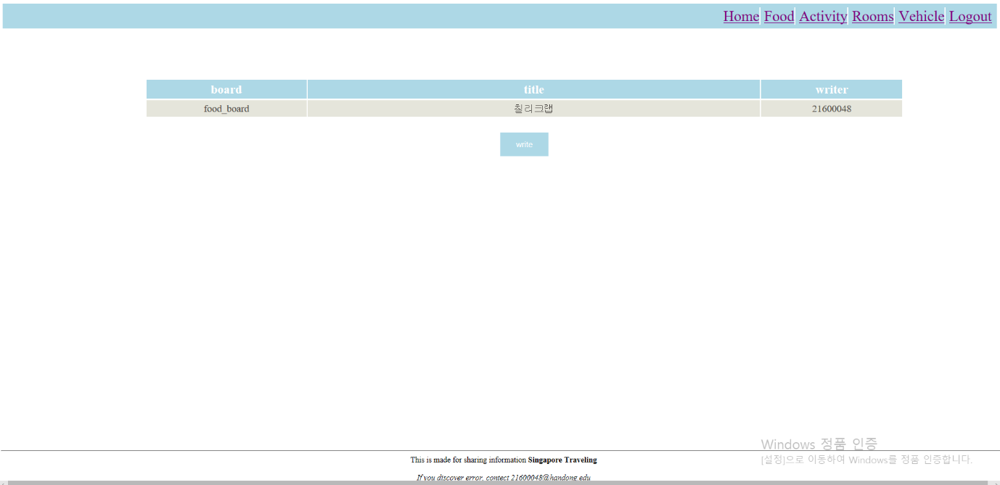 Home Food Activity Rooms Vehicle Logout
board title writer
food_board 칠리크랩 21600048
write
Windows 정품 인증
[설정]으로 이동하여 Windows를 정품 인증합니다.
This is made for sharing information Singapore Traveling
If you discover error, contect 21600048@handong.edu